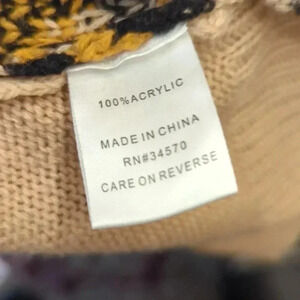 100% ACRYLIC
MADE IN CHINA
RN#34570
CARE ON REVERSE